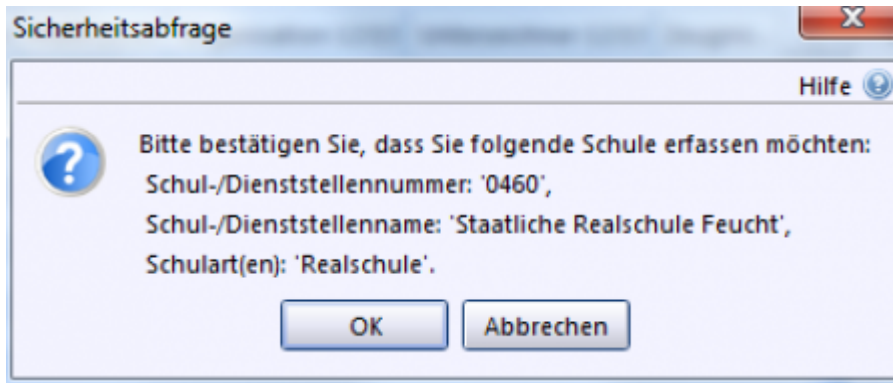 Sicherheitsabfrage
Hilfe
Bitte bestätigen Sie, dass Sie folgende Schule erfassen möchten:
Schul-/Dienststellennummer: '0460',
Schul-/Dienststellenname: 'Staatliche Realschule Feucht',
Schulart(en): 'Realschule'.
OK Abbrechen